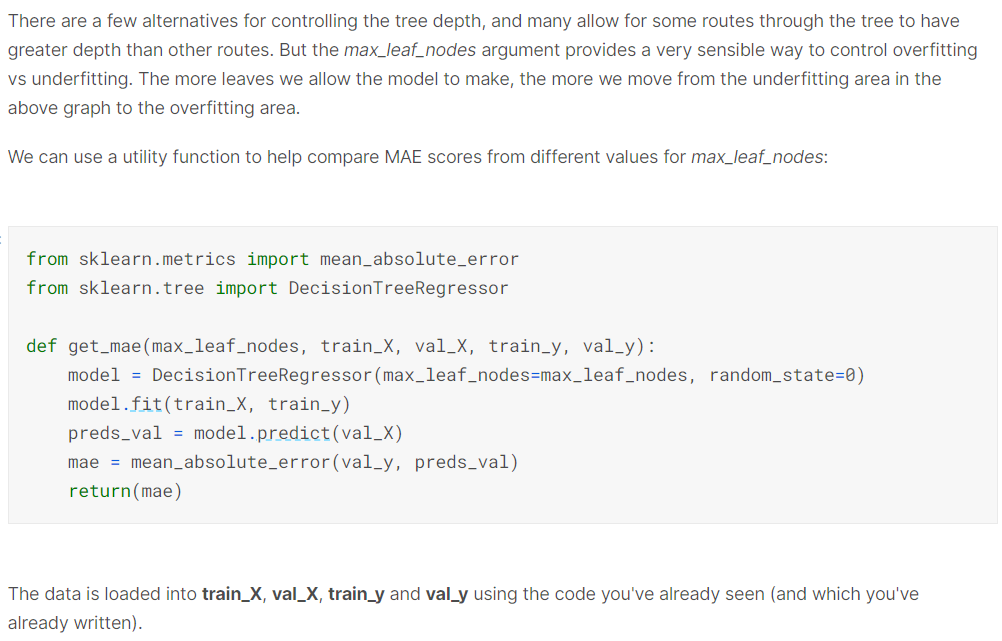 There are a few alternatives for controlling the tree depth, and many allow for some routes through the tree to have
greater depth than other routes. But the max_leaf_nodes argument provides a very sensible way to control overfitting
vs underfitting. The more leaves we allow the model to make, the more we move from the underfitting area in the
above graph to the overfitting area.
We can use a utility function to help compare MAE scores from different values for max_leaf_nodes:
from sklearn.metrics import mean_absolute_error
from sklearn.tree import DecisionTreeRegressor
def get_mae(max_leaf_nodes, train_X, val_X, train_y, val_y):
    model = DecisionTreeRegressor(max_leaf_nodes=max_leaf_nodes, random_state=0)
    model.fit(train_X, train_y)
    preds_val = model.predict(val_X)
    mae = mean_absolute_error(val_y, preds_val)
    return(mae)
The data is loaded into train_X, val_X, train_y and val_y using the code you've already seen (and which you've
already written).